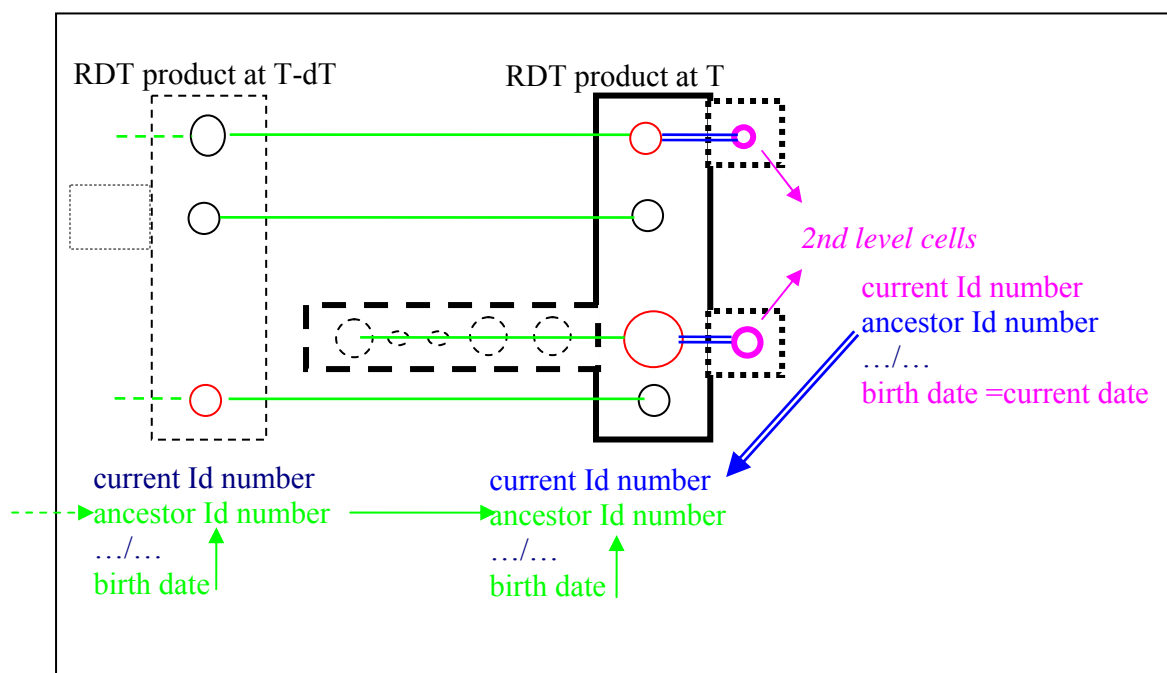 RDT product at T-dT
RDT product at T
2nd level cells
current Id number
ancestor Id number
…/…
birth date =current date
current Id number
ancestor Id number
…/…
birth date
current Id number
ancestor Id number
…/…
birth date